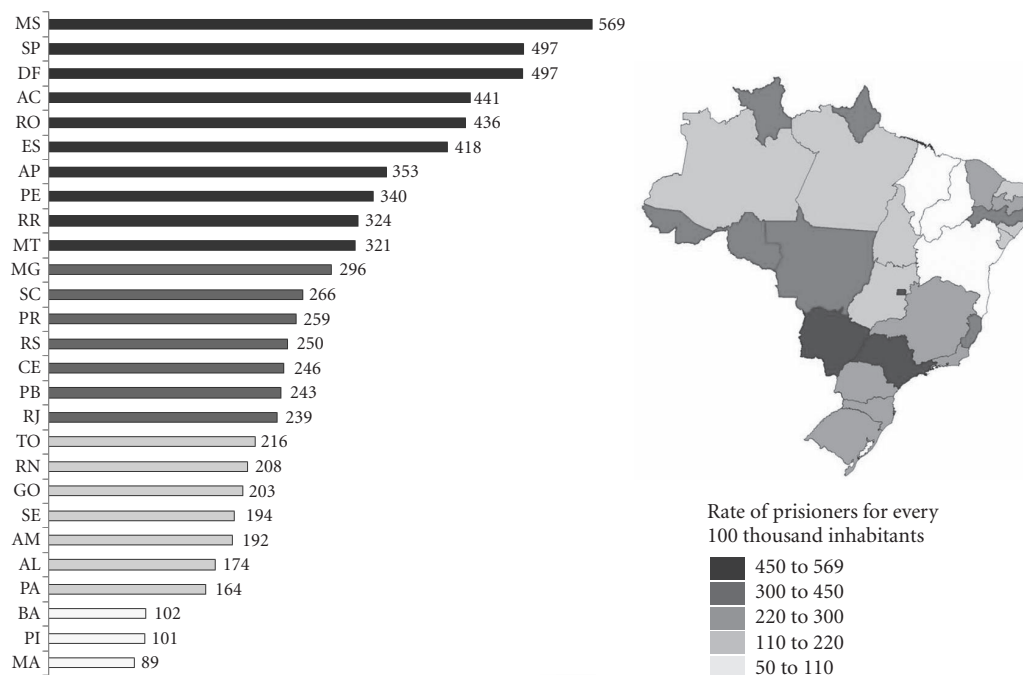 MS 569
SP 497
DF 497
AC 441
RO 436
ES 418
AP 353
PE 340
RR 324
MT 321
MG 296
SC 266
PR 259
RS 250
CE 246
PB 243
RJ 239
TO 216
RN 208
GO 203
SE 194
AM 192
AL 174
PA 164
BA 102
PI 101
MA 89
Rate of prisioners for every
100 thousand inhabitants
450 to 569
300 to 450
220 to 300
110 to 220
50 to 110